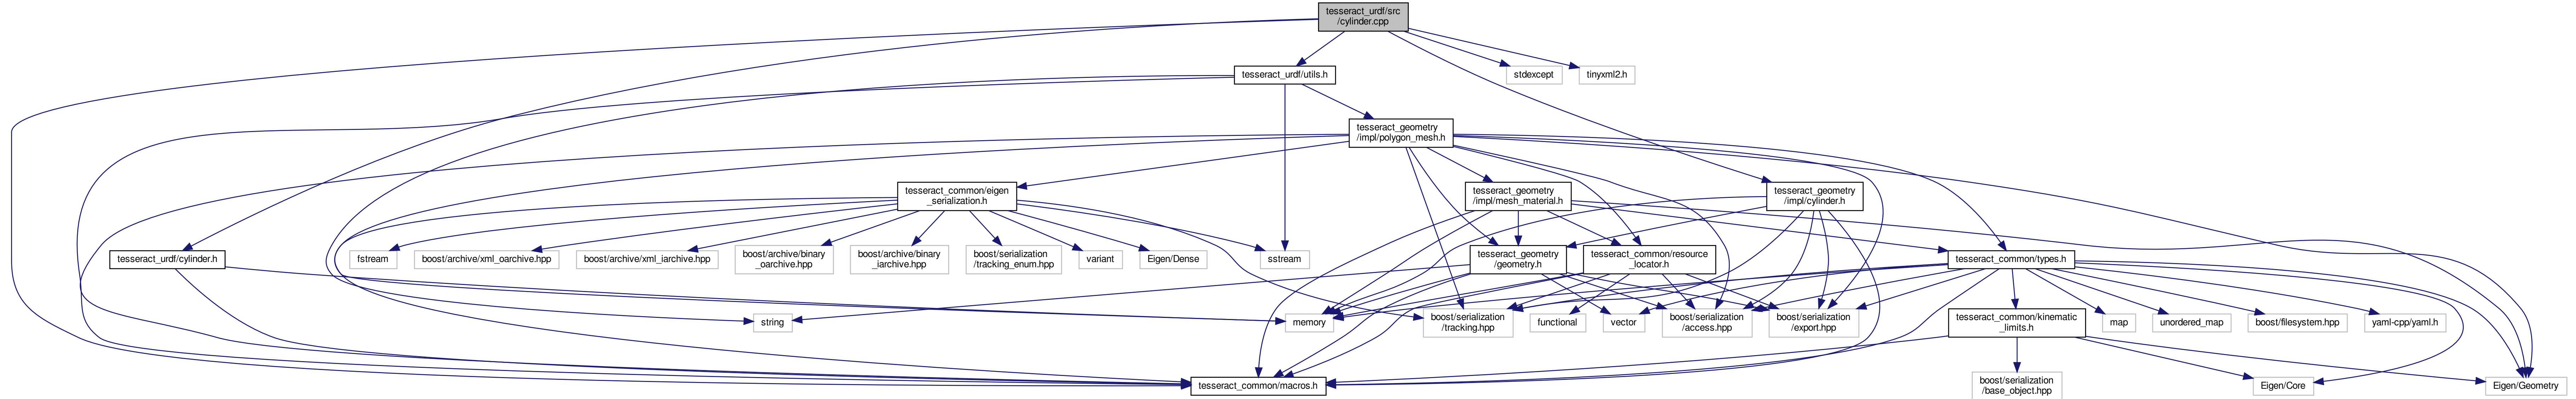 tesseract_urdf/src
/cylinder.cpp
tesseract_urdf/utils.h
stdexcept
tinyxml2.h
tesseract_geometry
/impl/polygon_mesh.h
tesseract_common/eigen
_serialization.h
tesseract_geometry
/impl/mesh_material.h
tesseract_geometry
/impl/cylinder.h
tesseract_urdf/cylinder.h
fstream
boost/archive/xml_oarchive.hpp
boost/archive/xml_iarchive.hpp
boost/archive/binary
_oarchive.hpp
boost/archive/binary
_iarchive.hpp
boost/serialization
/tracking_enum.hpp
variant
Eigen/Dense
sstream
tesseract_geometry
/geometry.h
tesseract_common/resource
_locator.h
tesseract_common/types.h
string
memory
boost/serialization
/tracking.hpp
functional
vector
boost/serialization
/access.hpp
boost/serialization
/export.hpp
tesseract_common/kinematic
_limits.h
map
unordered_map
boost/filesystem.hpp
yaml-cpp/yaml.h
tesseract_common/macros.h
boost/serialization
/base_object.hpp
Eigen/Core
Eigen/Geometry